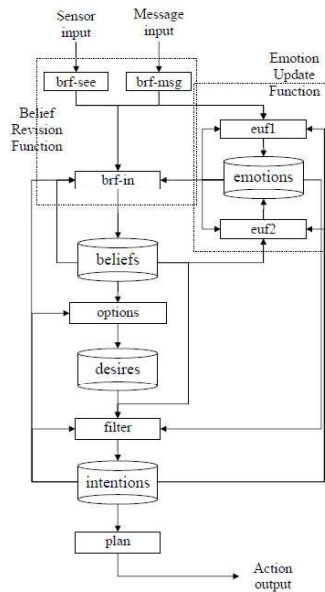 Sensor
input
Message
input
Emotion
Update
Function
brf-see
brf-msg
Belief
Revision
Function
euf1
brf-in
emotions
euf2
beliefs
options
desires
filter
intentions
plan
Action
output